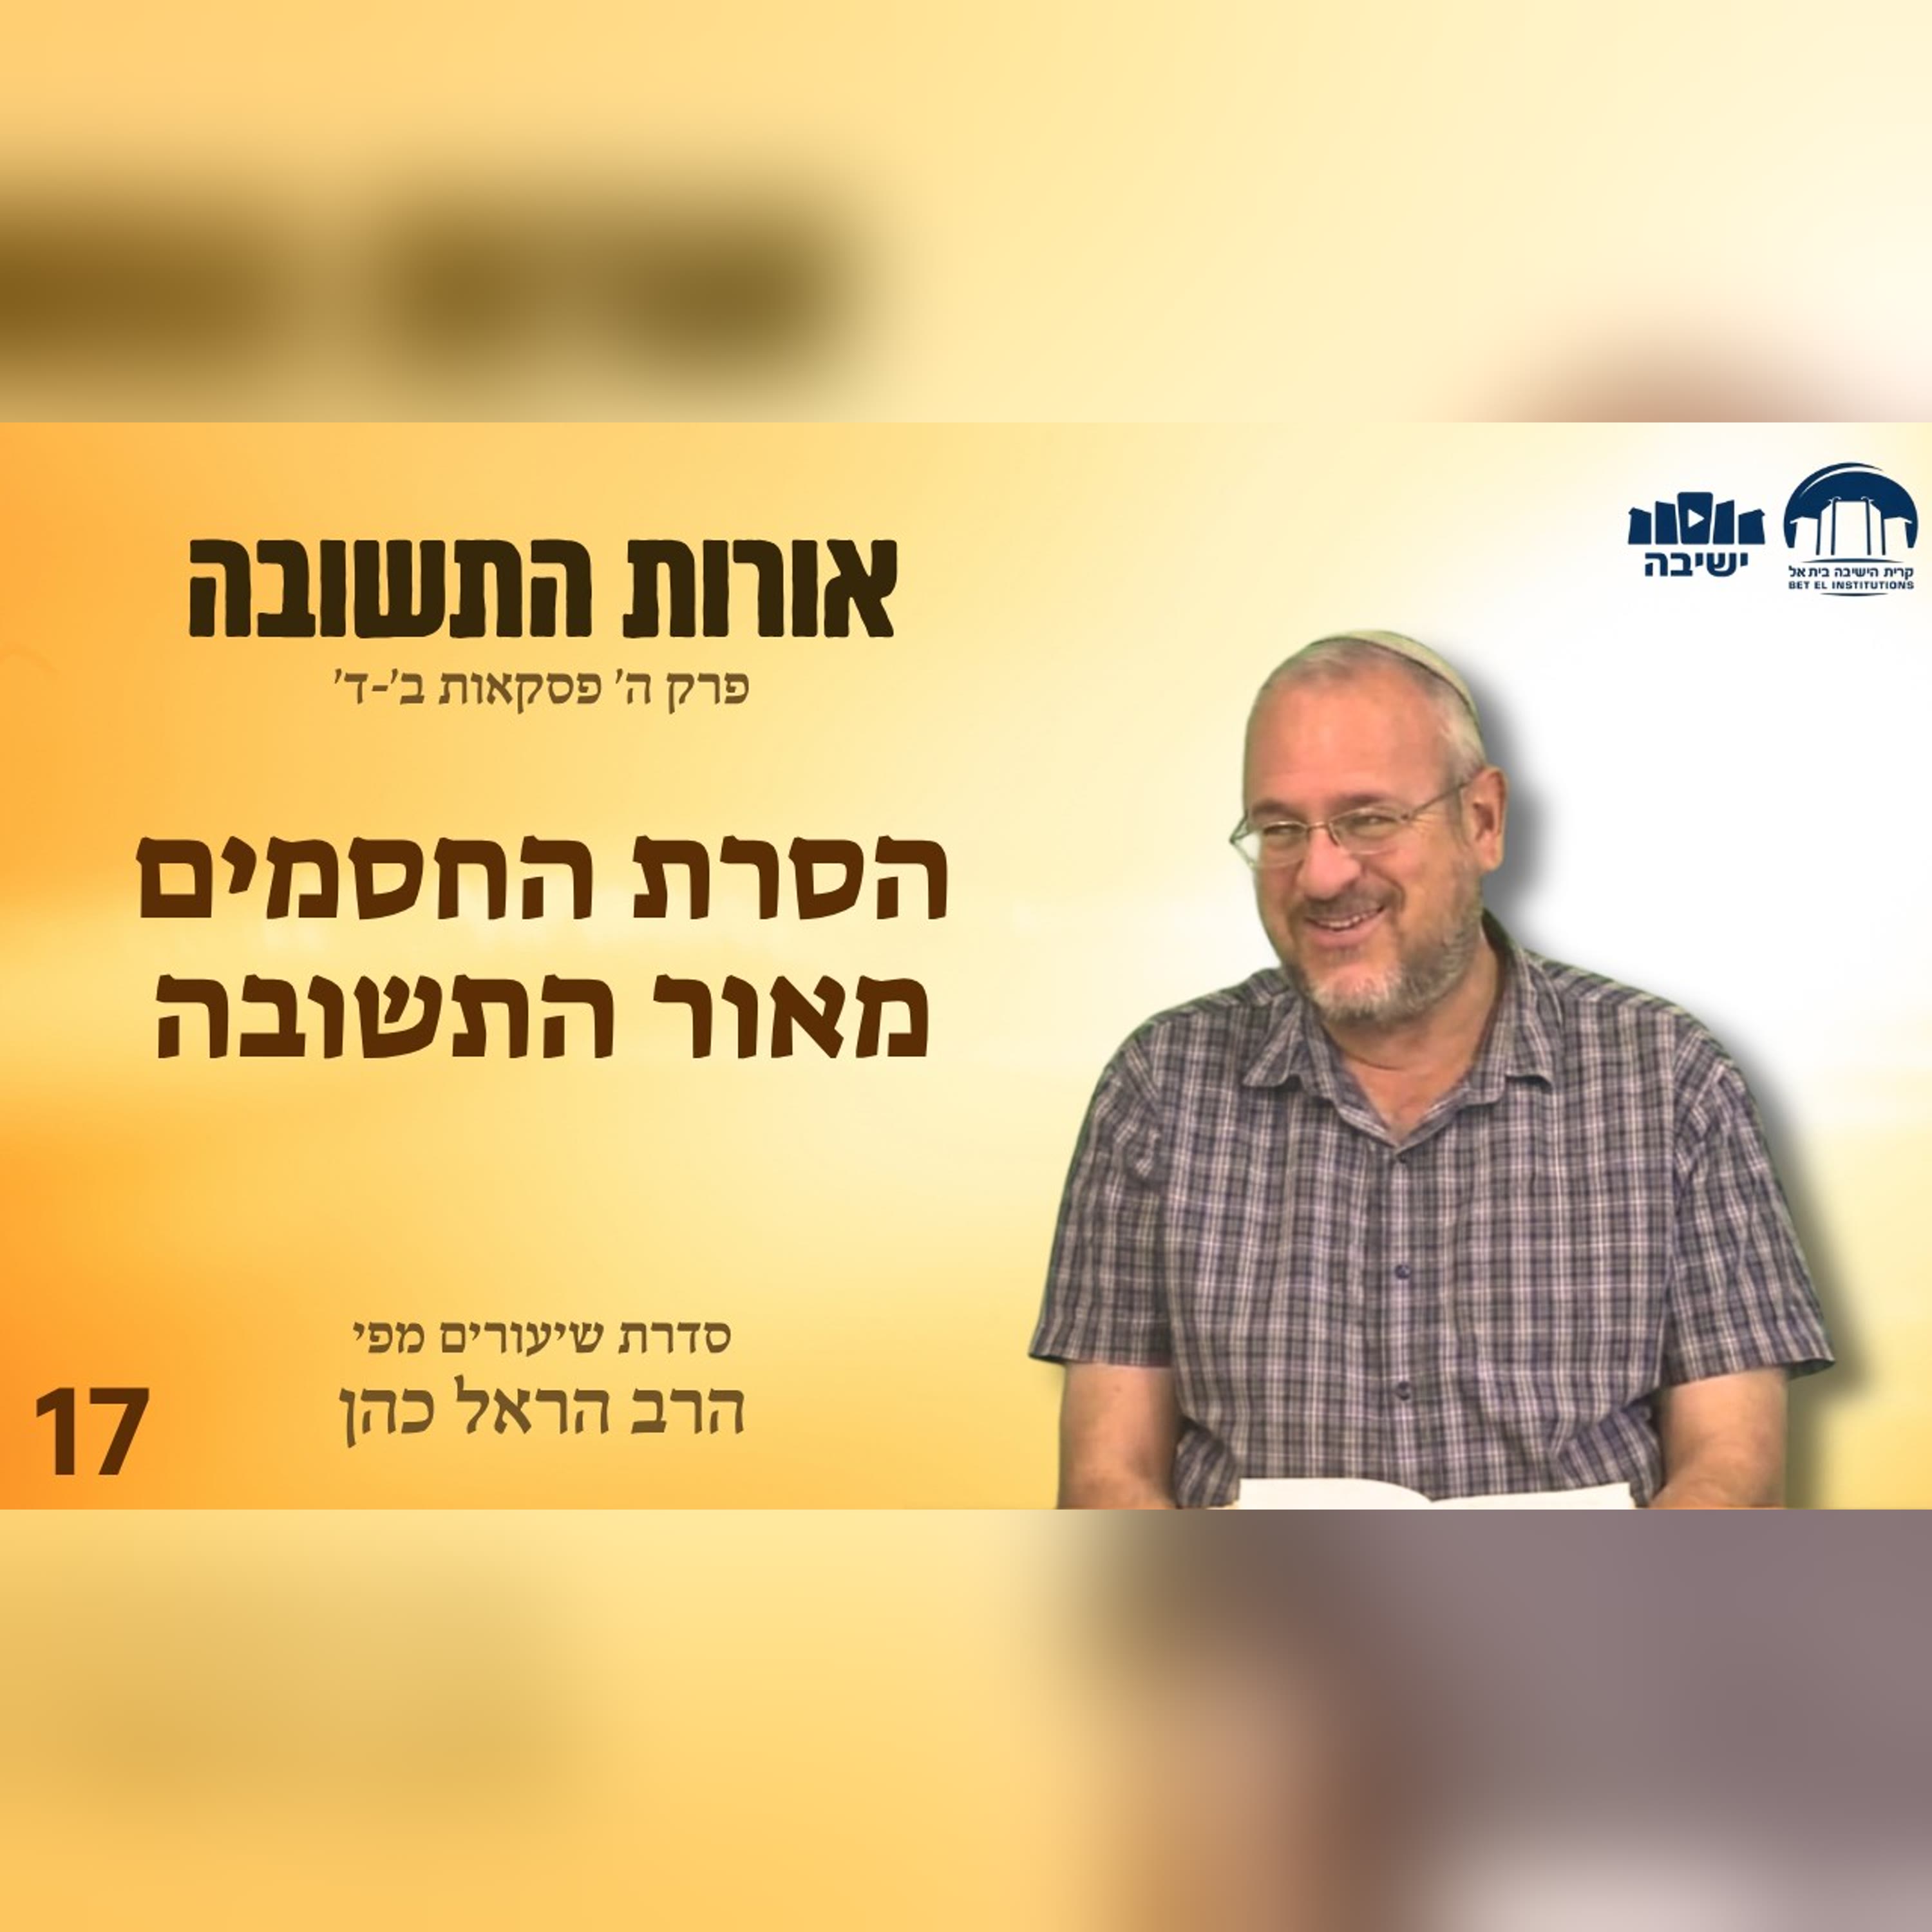 אורות התשובה
פרק ה' פסקאות ב'-ד'
הסרת החסמים
מאור התשובה
סדרת שיעורים מפי
הרב הראל כהן
17
ישיבה
קרית הישיבה בית אל
BET EL INSTITUTIONS